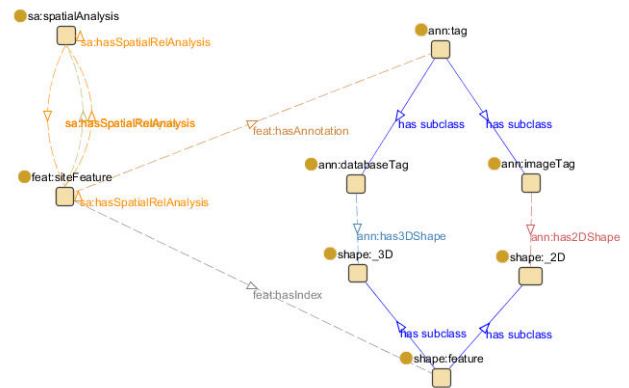 sa:spatialAnalysis
sa:hasSpatialRelAnalysis
ann:tag
sa:hasSpatialRelAnalysis
has subclass
has subclass
feat:hasAnnotation
ann:databaseTag
ann:imageTag
feat:siteFeature
sa:hasSpatialRelAnalysis
ann:has3DShape
ann:has2DShape
shape:_3D
shape:_2D
feat:hasIndex
has subclass
has subclass
shape:feature